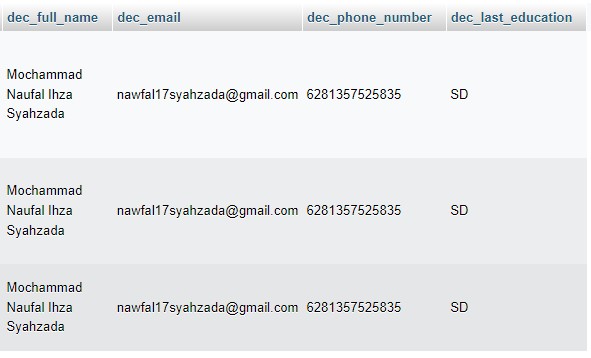 dec_full_name dec_email dec_phone_number dec_last_education
Mochammad
Naufal Ihza nawfal17syahzada@gmail.com 6281357525835 SD
Syahzada
Mochammad
Naufal Ihza nawfal17syahzada@gmail.com 6281357525835 SD
Syahzada
Mochammad
Naufal Ihza nawfal17syahzada@gmail.com 6281357525835 SD
Syahzada